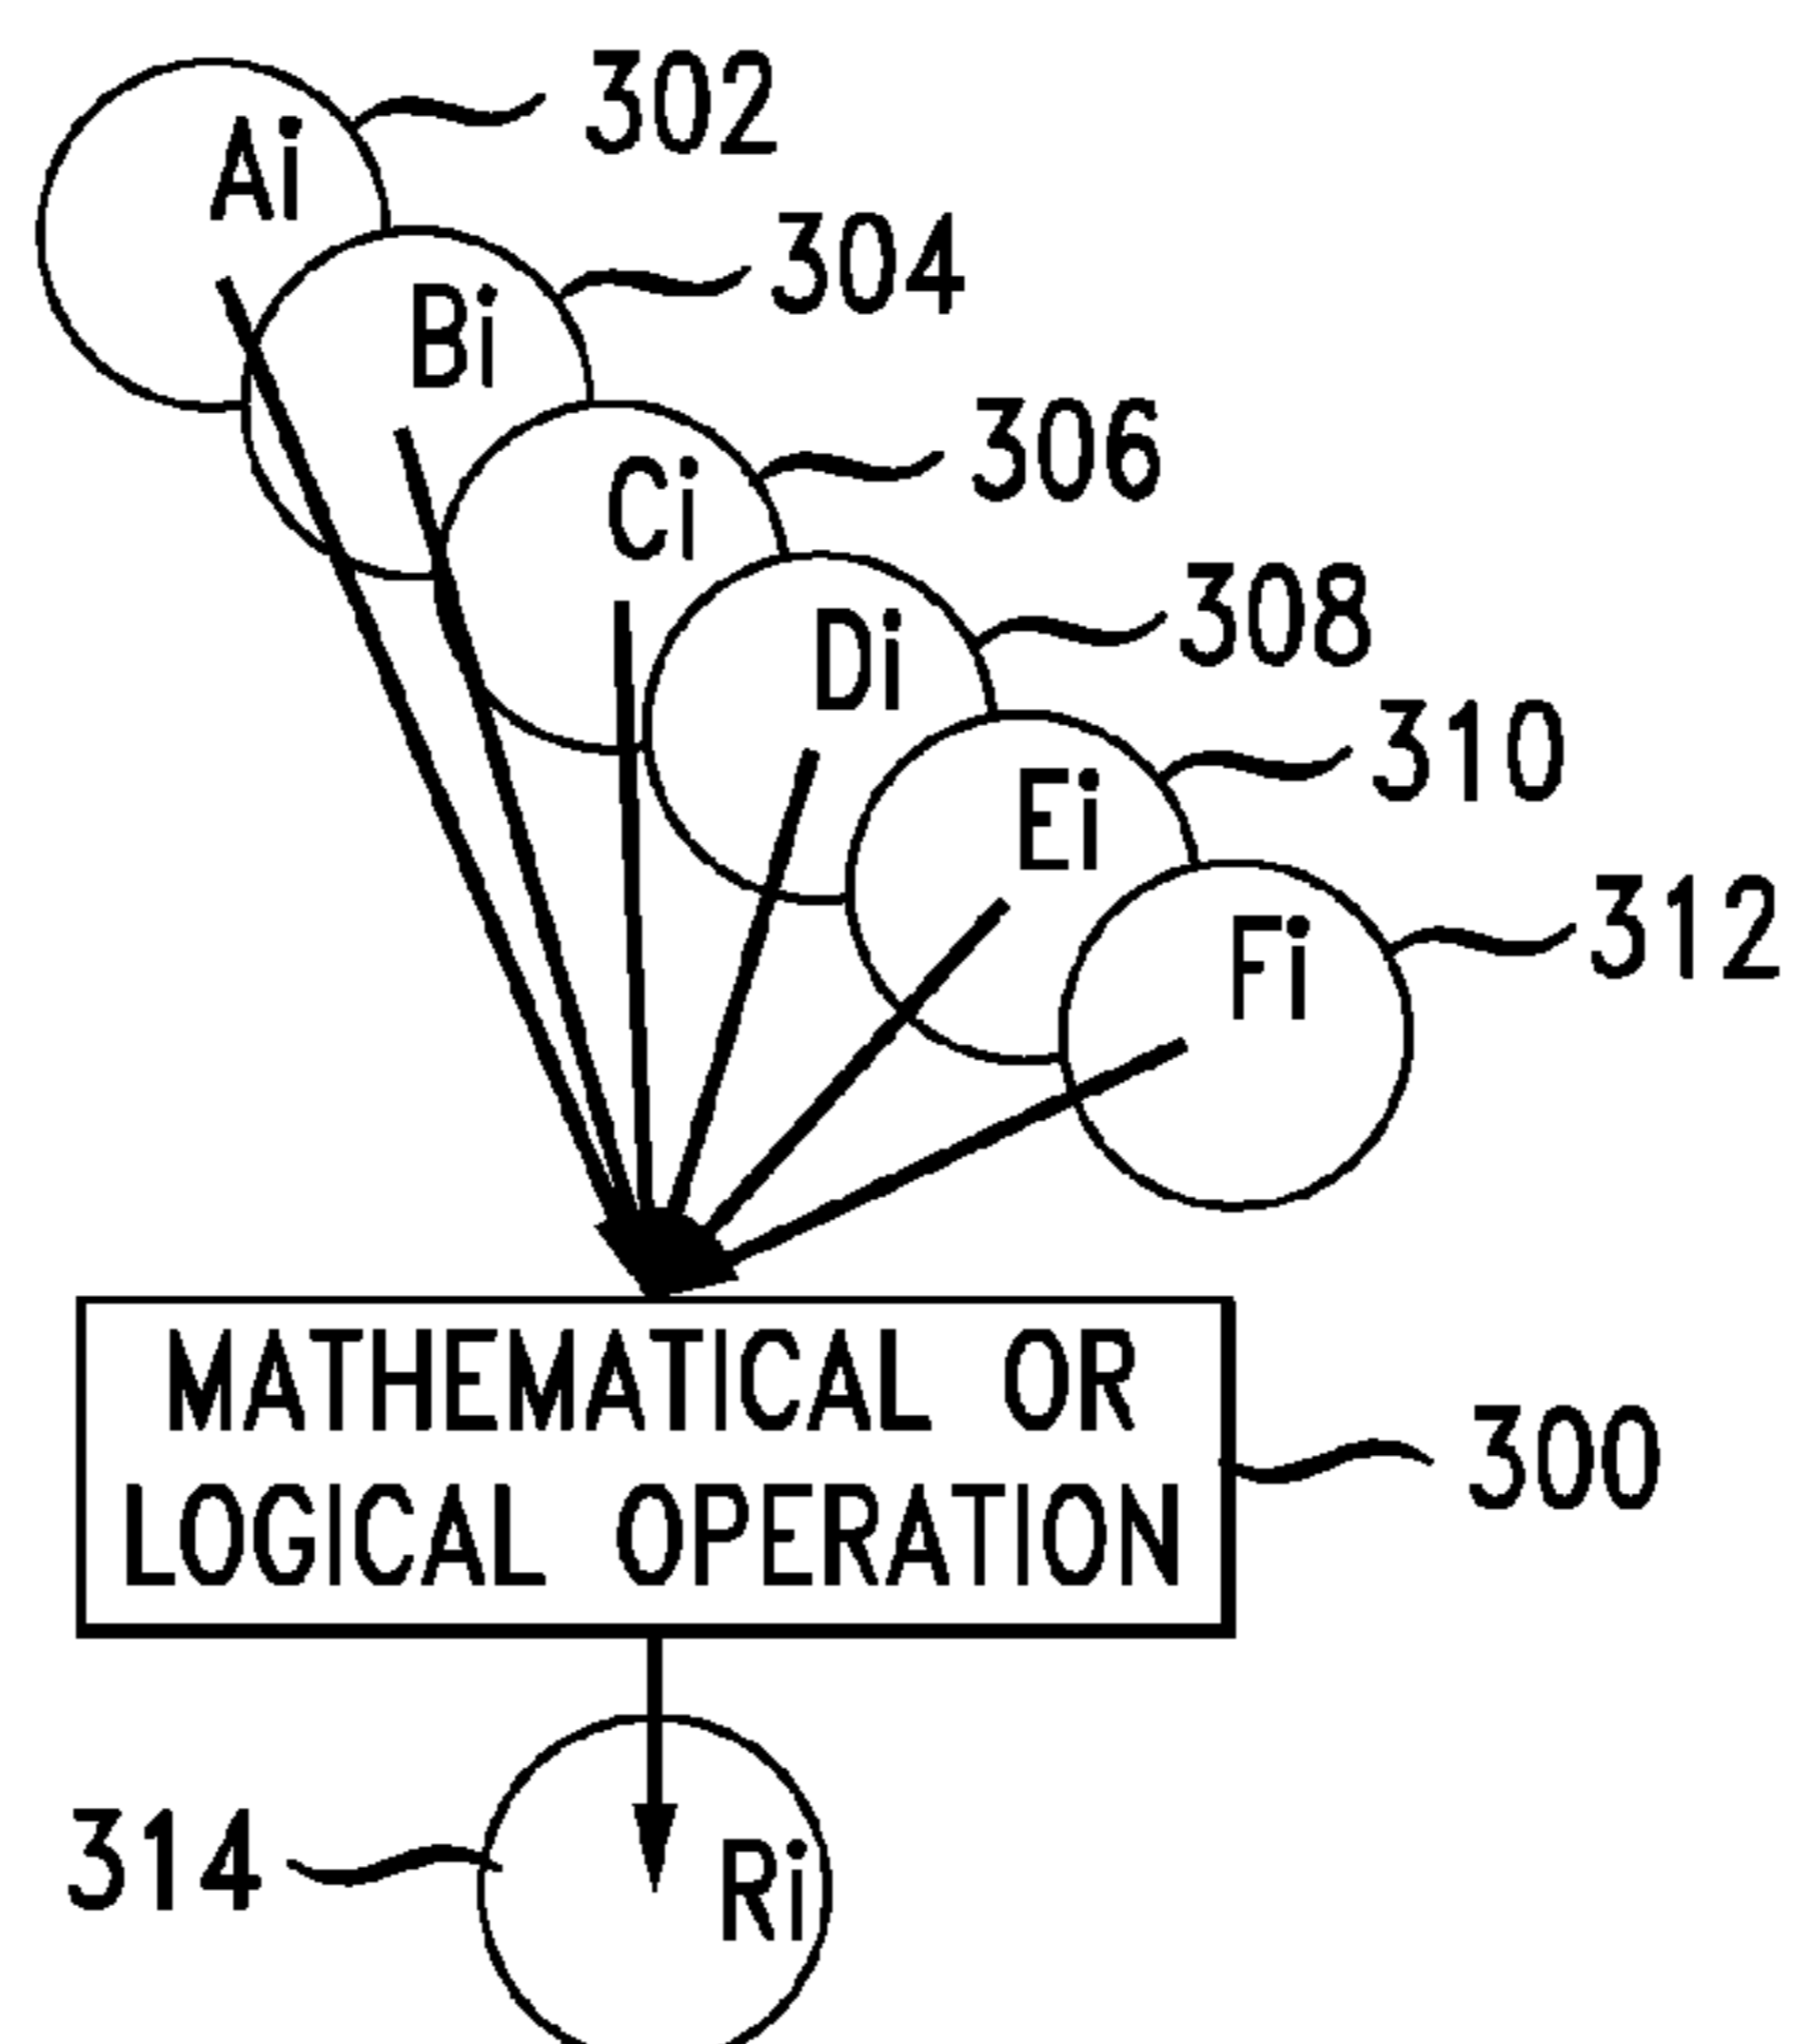 Ai 302
Bi 304
Ci 306
Di 308
Ei 310
Fi 312
MATHEMATICAL OR
LOGICAL OPERATION
300
314 Ri